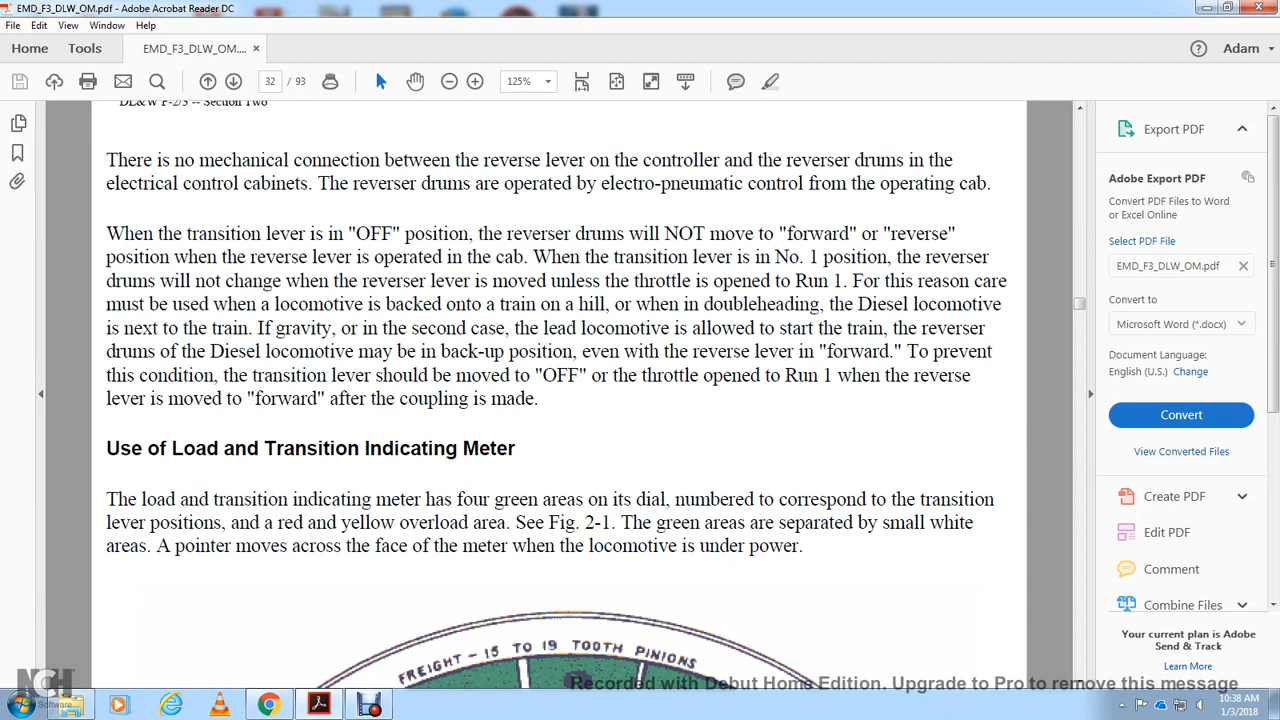 EMD_F3_DLW_OM.pdf - Adobe Acrobat Reader DC
File Edit View Window Help
Home Tools EMD_F3_DLW_OM.... ×
Adam
32 / 93
125%
DL&W F-2/3 -- Section Two
There is no mechanical connection between the reverse lever on the controller and the reverser drums in the
electrical control cabinets. The reverser drums are operated by electro-pneumatic control from the operating cab.
When the transition lever is in "OFF" position, the reverser drums will NOT move to "forward" or "reverse"
position when the reverse lever is operated in the cab. When the transition lever is in No. 1 position, the reverser
drums will not change when the reverser lever is moved unless the throttle is opened to Run 1. For this reason care
must be used when a locomotive is backed onto a train on a hill, or when in doubleheading, the Diesel locomotive
is next to the train. If gravity, or in the second case, the lead locomotive is allowed to start the train, the reverser
drums of the Diesel locomotive may be in back-up position, even with the reverse lever in "forward." To prevent
this condition, the transition lever should be moved to "OFF" or the throttle opened to Run 1 when the reverse
lever is moved to "forward" after the coupling is made.
Use of Load and Transition Indicating Meter
The load and transition indicating meter has four green areas on its dial, numbered to correspond to the transition
lever positions, and a red and yellow overload area. See Fig. 2-1. The green areas are separated by small white
areas. A pointer moves across the face of the meter when the locomotive is under power.
FREIGHT - 15 TO 19 TOOTH PINIONS
Export PDF
Adobe Export PDF
Convert PDF Files to Word
or Excel Online
Select PDF File
EMD_F3_DLW_OM.pdf
Convert to
Microsoft Word (*.docx)
Document Language:
English (U.S.) Change
Convert
View Converted Files
Create PDF
Edit PDF
Comment
Combine Files
Your current plan is Adobe
Send & Track
Learn More
NCH Software
Recorded with Debut Home Edition. Upgrade to Pro to remove this message
10:38 AM
1/3/2018